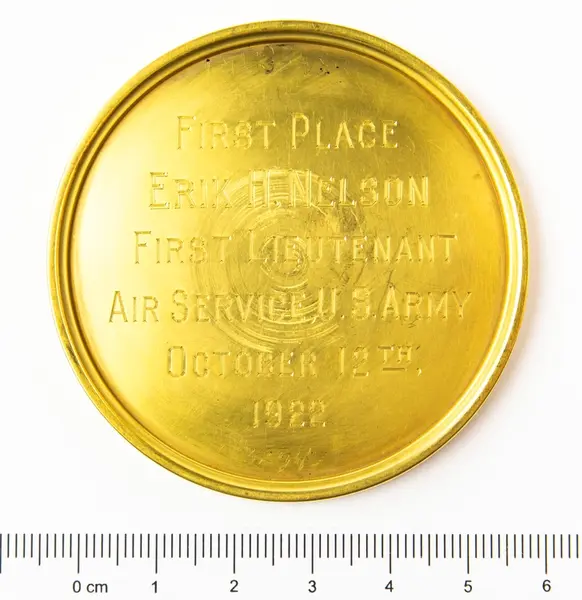 FIRST PLACE
ERIK H. NELSON
FIRST LIEUTENANT
AIR SERVICE, U.S. ARMY
OCTOBER 12TH.
1922
0 cm 1 2 3 4 5 6